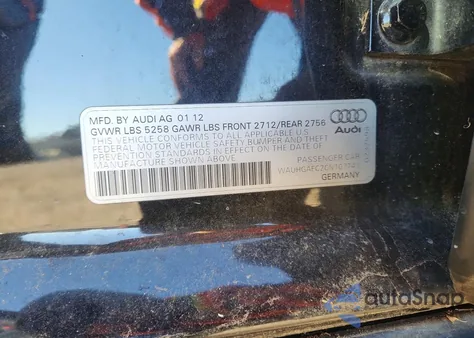 MFD. BY AUDI AG 01 12
GVWR LBS 5258 GAWR LBS FRONT 2712/REAR 2756
THIS VEHICLE CONFORMS TO ALL APPLICABLE U.S.
FEDERAL MOTOR VEHICLE SAFETY BUMPER AND THEFT
PREVENTION STANDARDS IN EFFECT ON THE DATE OF
MANUFACTURE SHOWN ABOVE
Audi
PASSENGER CAR
GERMANY
autoSnap